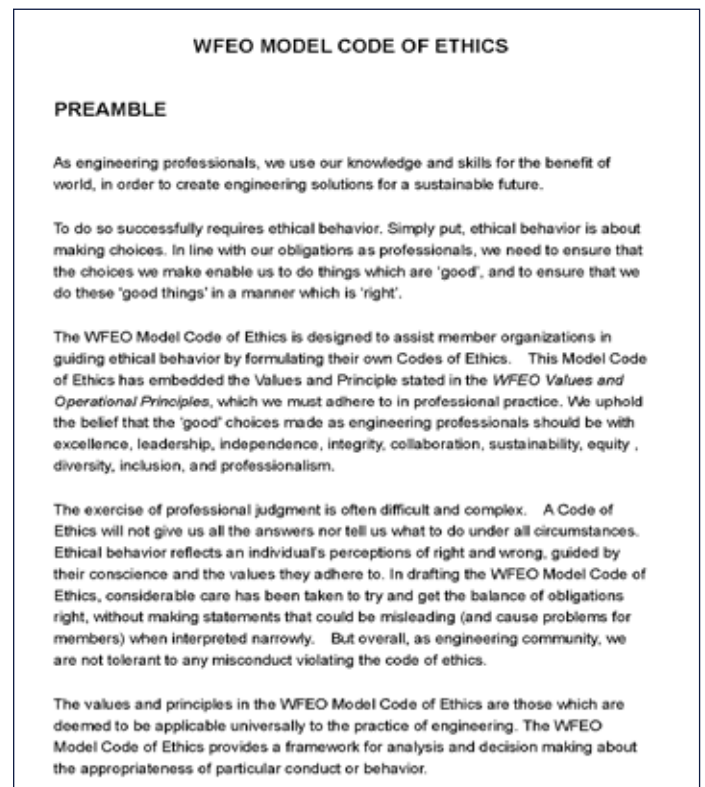 WFEO MODEL CODE OF ETHICS
PREAMBLE
As engineering professionals, we use our knowledge and skills for the benefit of
world, in order to create engineering solutions for a sustainable future.
To do so successfully requires ethical behavior. Simply put, ethical behavior is about
making choices. In line with our obligations as professionals, we need to ensure that
the choices we make enable us to do things which are 'good', and to ensure that we
do these 'good things' in a manner which is 'right'.
The WFEO Model Code of Ethics is designed to assist member organizations in
guiding ethical behavior by formulating their own Codes of Ethics. This Model Code
of Ethics has embedded the Values and Principle stated in the WFEO Values and
Operational Principles, which we must adhere to in professional practice. We uphold
the belief that the 'good' choices made as engineering professionals should be with
excellence, leadership, independence, integrity, collaboration, sustainability, equity ,
diversity, inclusion, and professionalism.
The exercise of professional judgment is often difficult and complex. A Code of
Ethics will not give us all the answers nor tell us what to do under all circumstances.
Ethical behavior reflects an individual's perceptions of right and wrong, guided by
their conscience and the values they adhere to. In drafting the WFEO Model Code of
Ethics, considerable care has been taken to try and get the balance of obligations
right, without making statements that could be misleading (and cause problems for
members) when interpreted narrowly. But overall, as engineering community, we
are not tolerant to any misconduct violating the code of ethics.
The values and principles in the WFEO Model Code of Ethics are those which are
deemed to be applicable universally to the practice of engineering. The WFEO
Model Code of Ethics provides a framework for analysis and decision making about
the appropriateness of particular conduct or behavior.